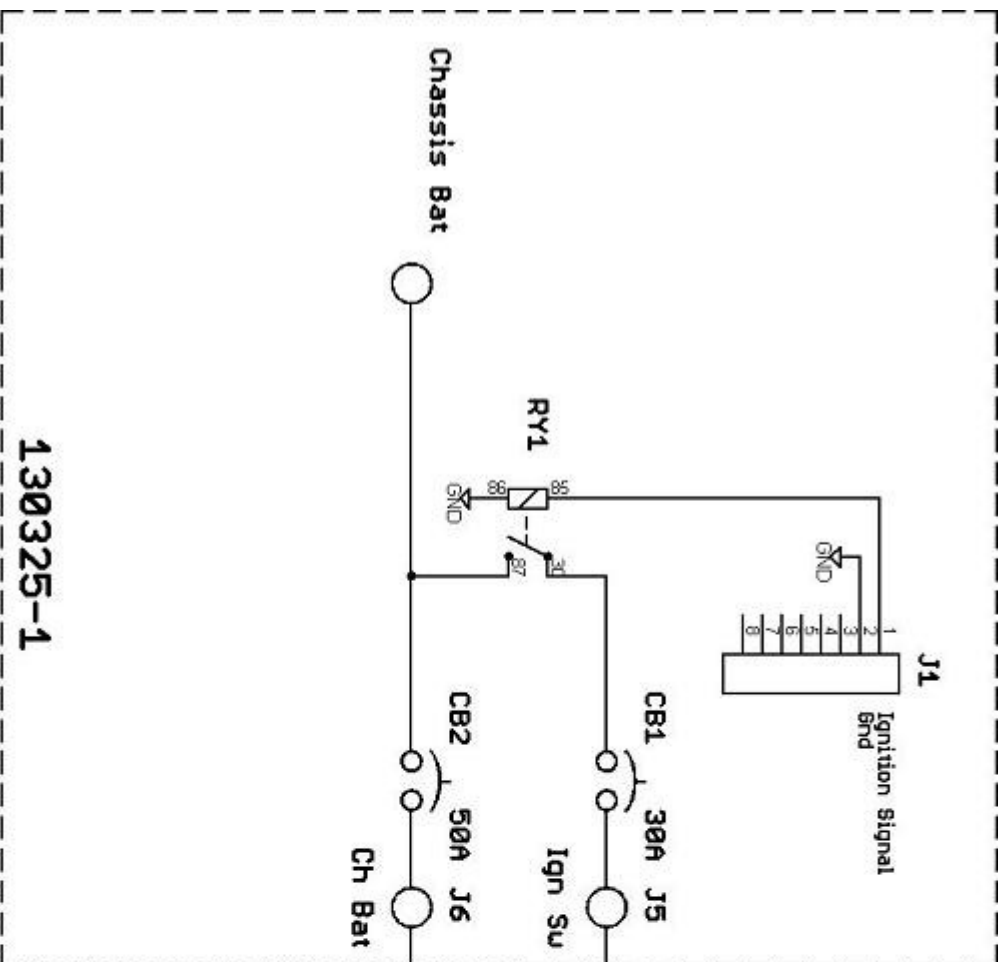 J1
Ignition Signal
Gnd
1
2
3
4
5
6
7
8
GND
CB1
30A
J5
Ign Sw
RY1
85
86
GND
30
87
CB2
50A
J6
Ch Bat
Chassis Bat
130325-1